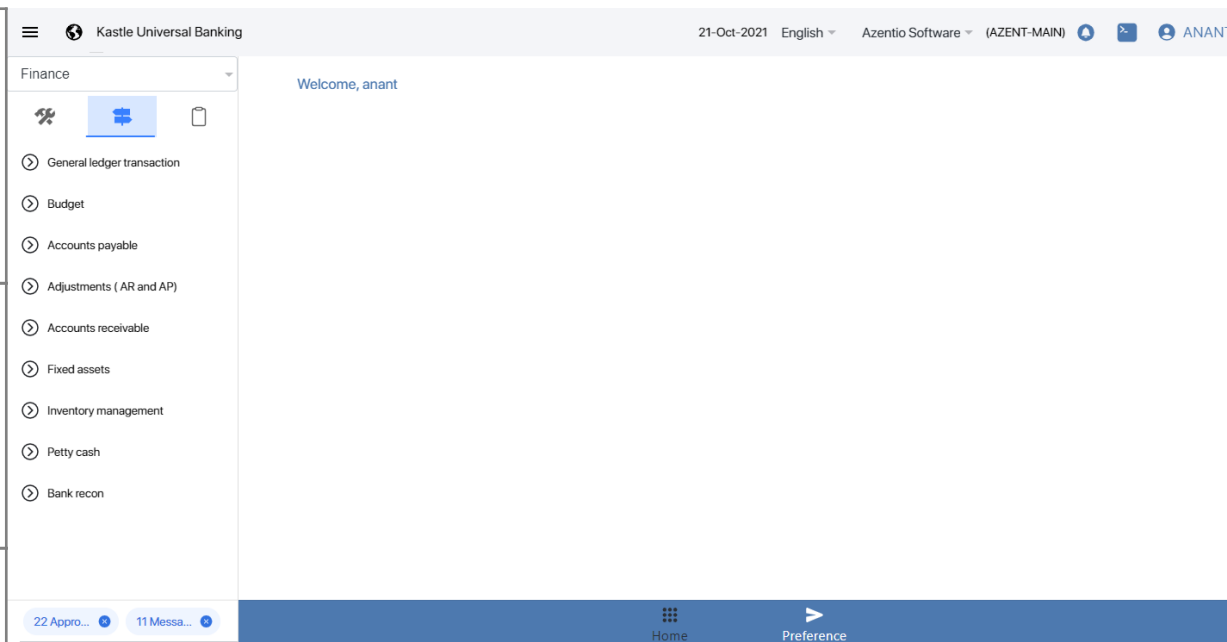 Kastle Universal Banking 21-Oct-2021 English Azentio Software (AZENT-MAIN) ANANT
Finance
Welcome, anant
General ledger transaction
Budget
Accounts payable
Adjustments ( AR and AP)
Accounts receivable
Fixed assets
Inventory management
Petty cash
Bank recon
22 Appro... 11 Messa...
Home Preference